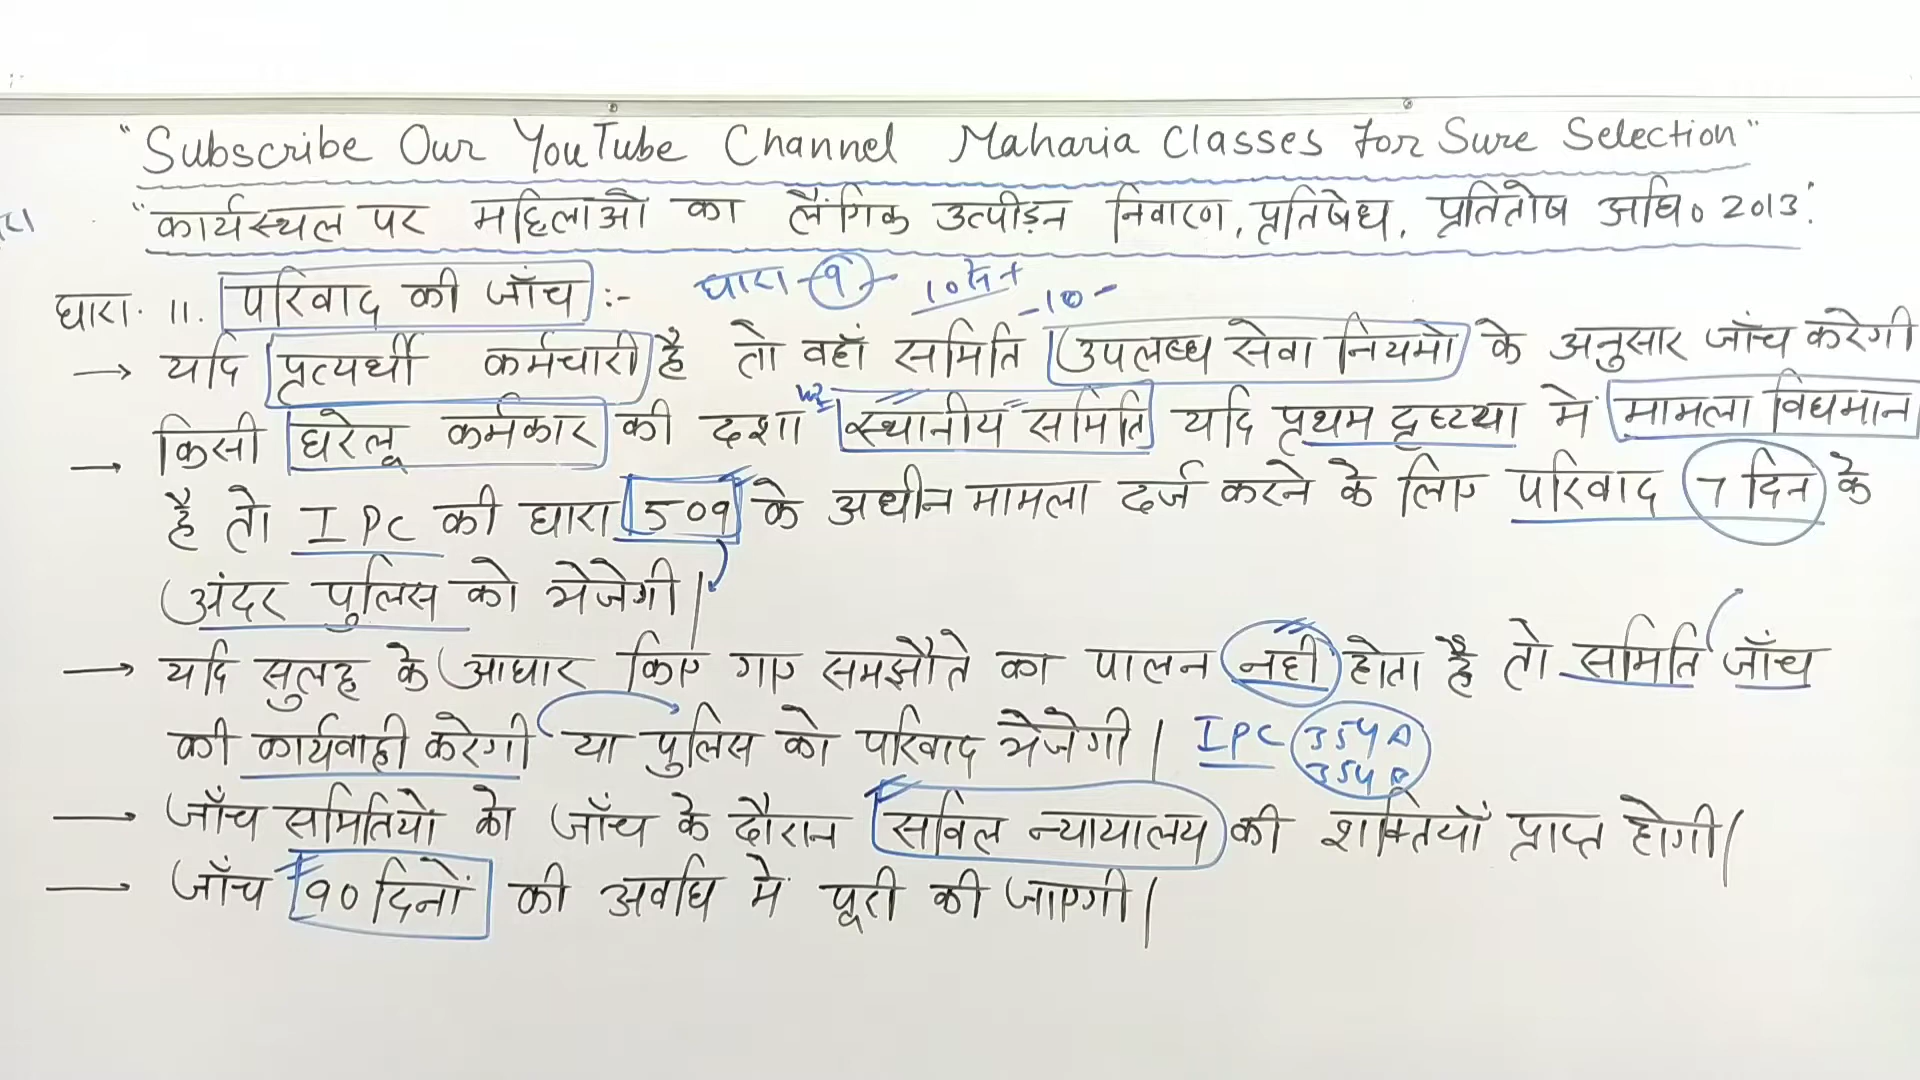 "Subscribe Our YouTube Channel Maharia Classes For Sure Selection"
"कार्यस्थल पर महिलाओं का लैंगिक उत्पीड़न निवारण, प्रतिषेध, प्रतितोष अधि० 2013:
धारा. 11. परिवाद की जाँच :- धारा-9-
→ यदि प्रत्यर्थी कर्मचारी है तो वहाँ समिति उपलब्ध सेवा नियमों के अनुसार जाँच करेगी
→ किसी घरेलू कर्मकार की दशा में स्थानीय समिति यदि प्रथम दृष्टया में मामला विधमान
है तो IPC की धारा 509 के अधीन मामला दर्ज करने के लिए परिवाद 7 दिन के
अंदर पुलिस को भेजेगी।
→ यदि सुलह के आधार किए गए समझौते का पालन नहीं होता है तो समिति जाँच
की कार्यवाही करेगी या पुलिस को परिवाद भेजेगी। IPC 354A
— जाँच समितियों को जाँच के दौरान सिविल न्यायालय की शक्तियाँ प्राप्त होगी।
— जाँच 90 दिनों की अवधि में पूरी की जाएगी।